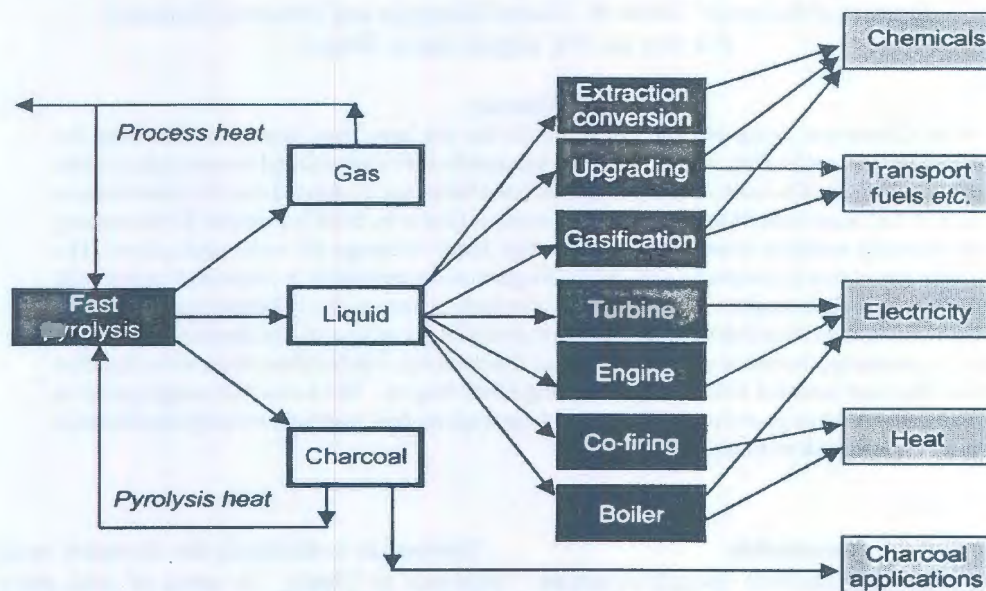 Chemicals
Extraction
conversion
Process heat
Gas
Upgrading
Transport
fuels etc.
Gasification
Fast
Pyrolysis
Liquid
Turbine
Electricity
Engine
Charcoal
Co-firing
Heat
Pyrolysis heat
Boiler
Charcoal
applications